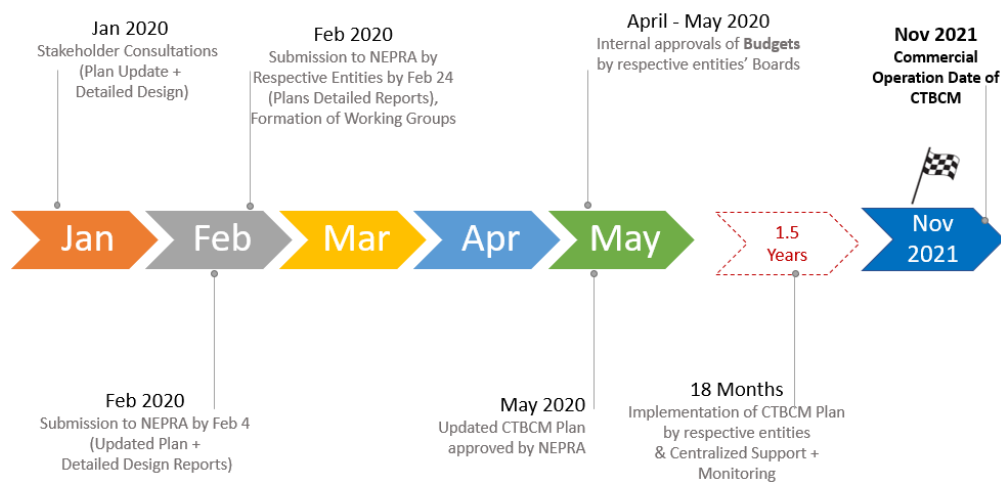 Jan 2020
Stakeholder Consultations
(Plan Update +
Detailed Design)
Feb 2020
Submission to NEPRA by
Respective Entities by Feb 24
(Plans Detailed Reports),
Formation of Working Groups
April - May 2020
Internal approvals of Budgets
by respective entities' Boards
Nov 2021
Commercial
Operation Date of
CTBCM
Jan
Feb
Mar
Apr
May
1.5
Years
Nov
2021
Feb 2020
Submission to NEPRA by Feb 4
(Updated Plan +
Detailed Design Reports)
May 2020
Updated CTBCM Plan
approved by NEPRA
18 Months
Implementation of CTBCM Plan
by respective entities
& Centralized Support +
Monitoring